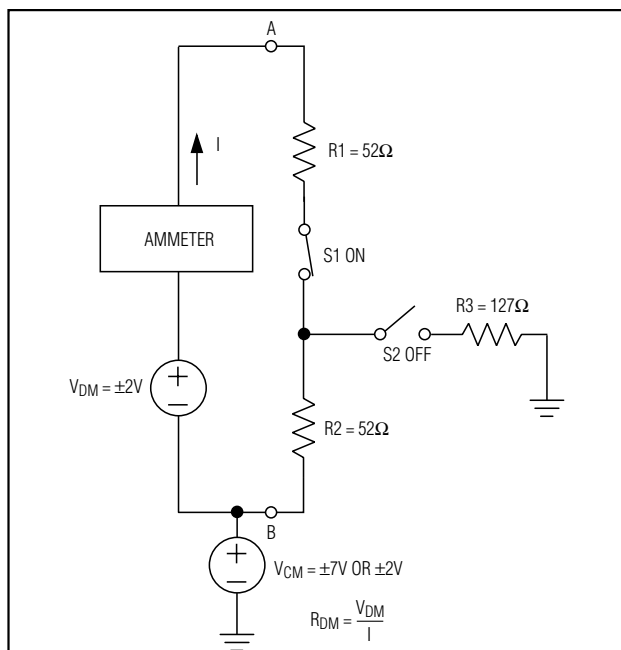 A
I
R1 = 52Ω
AMMETER
S1 ON
R3 = 127Ω
S2 OFF
+
−
V_DM = ±2V
R2 = 52Ω
B
+
−
V_CM = ±7V OR ±2V
R_DM = V_DM / I